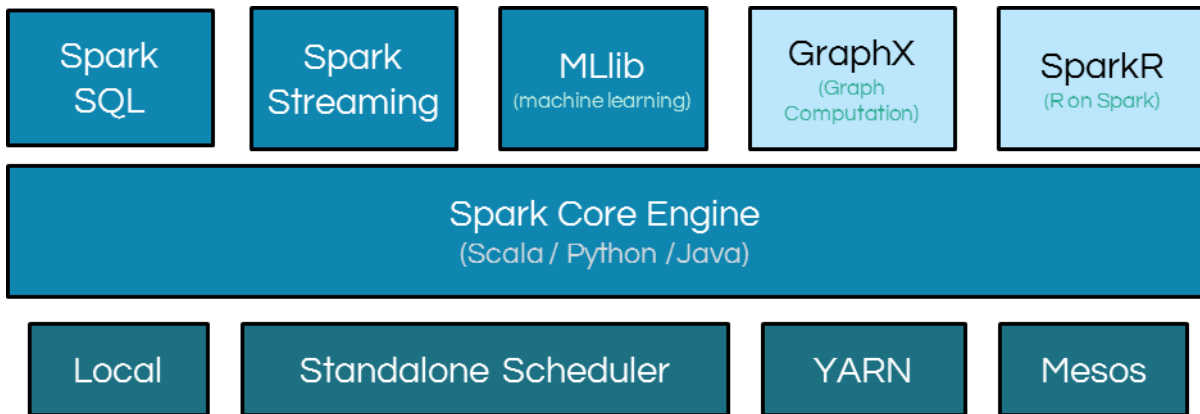 Spark
SQL
Spark
Streaming
MLlib
(machine learning)
GraphX
(Graph
Computation)
SparkR
(R on Spark)
Spark Core Engine
(Scala / Python /Java)
Local
Standalone Scheduler
YARN
Mesos